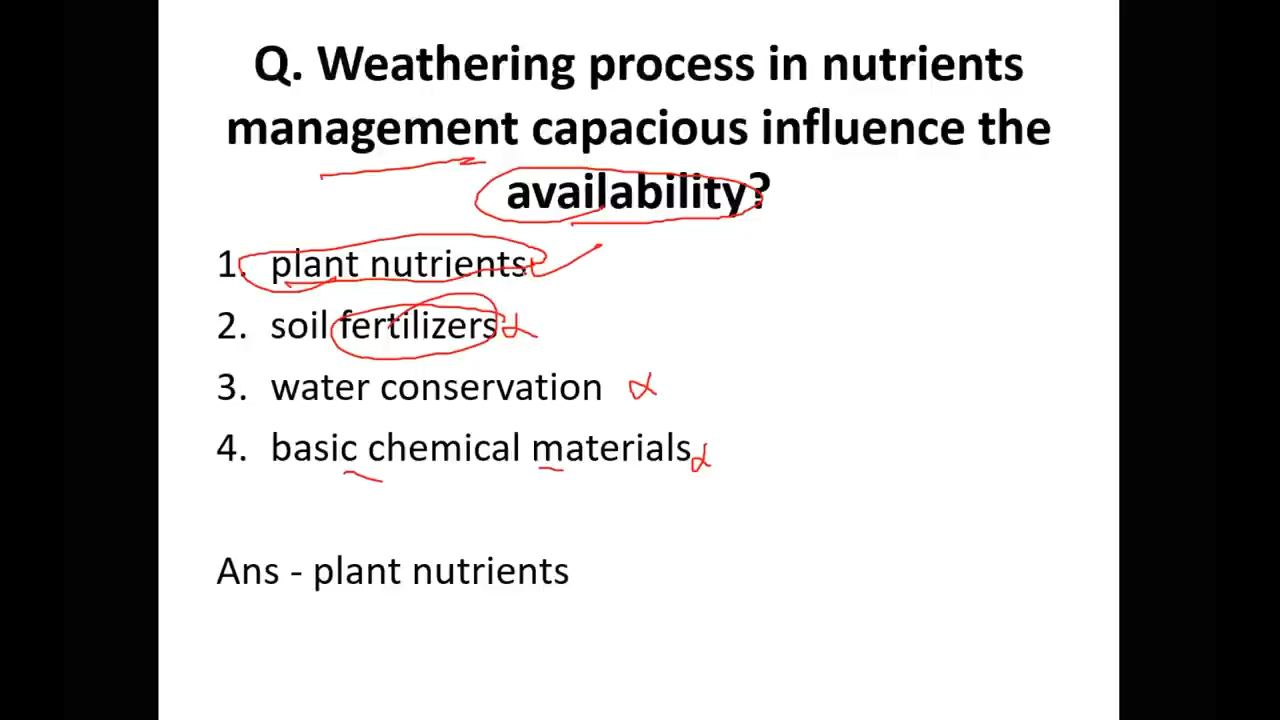 Q. Weathering process in nutrients
management capacious influence the
availability?
1. plant nutrients
2. soil fertilizers
3. water conservation
4. basic chemical materials
Ans - plant nutrients